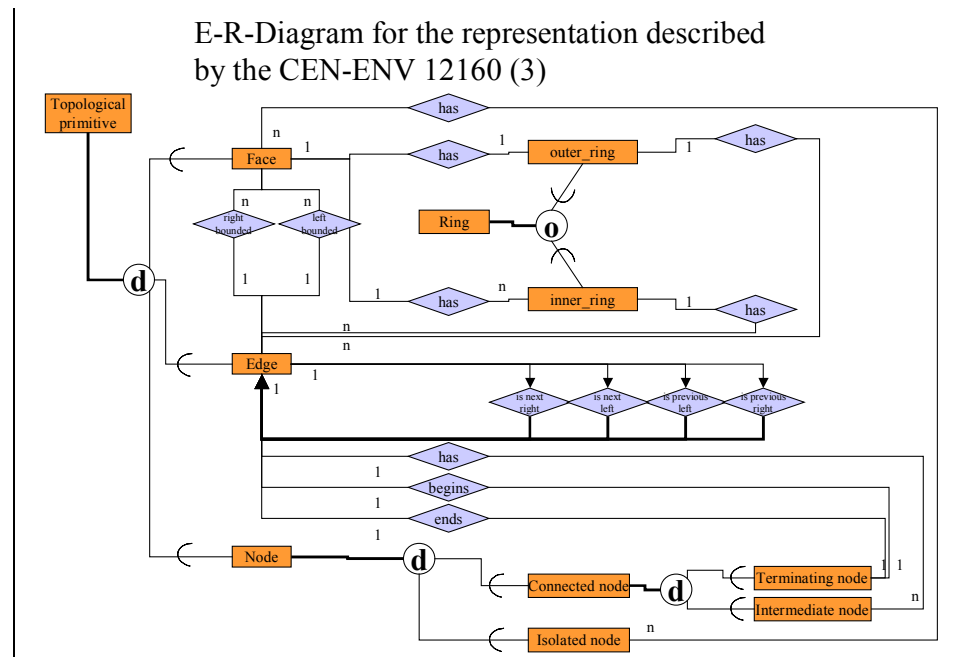 E-R-Diagram for the representation described
by the CEN-ENV 12160 (3)
Topological
primitive
has
n
1
Face
has
1
outer_ring
1
has
n
n
right
bounded
left
bounded
Ring
o
d
1
1
1
has
n
inner_ring
1
has
n
n
Edge
1
1
is next
right
is next
left
is previous
left
is previous
right
has
1
begins
1
ends
1
Node
d
Connected node
d
Terminating node
1
1
Intermediate node
n
Isolated node
n